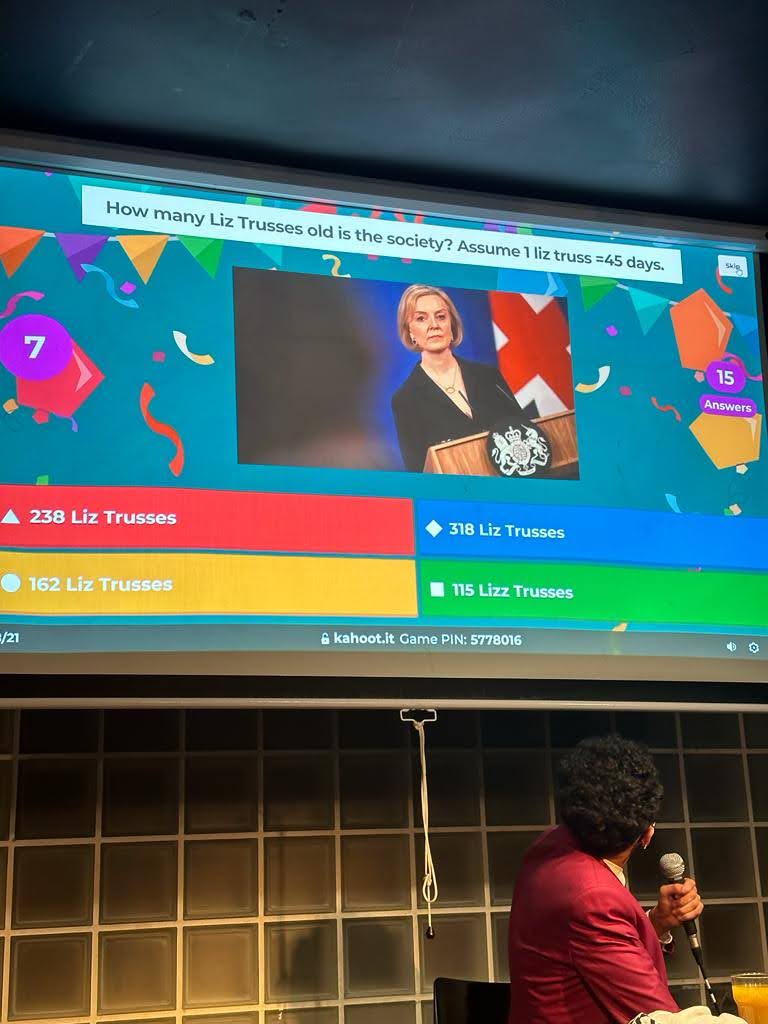 How many Liz Trusses old is the society? Assume 1 liz truss =45 days.
Skip
7
15
Answers
238 Liz Trusses
318 Liz Trusses
162 Liz Trusses
115 Lizz Trusses
/21
kahoot.it Game PIN: 5778016